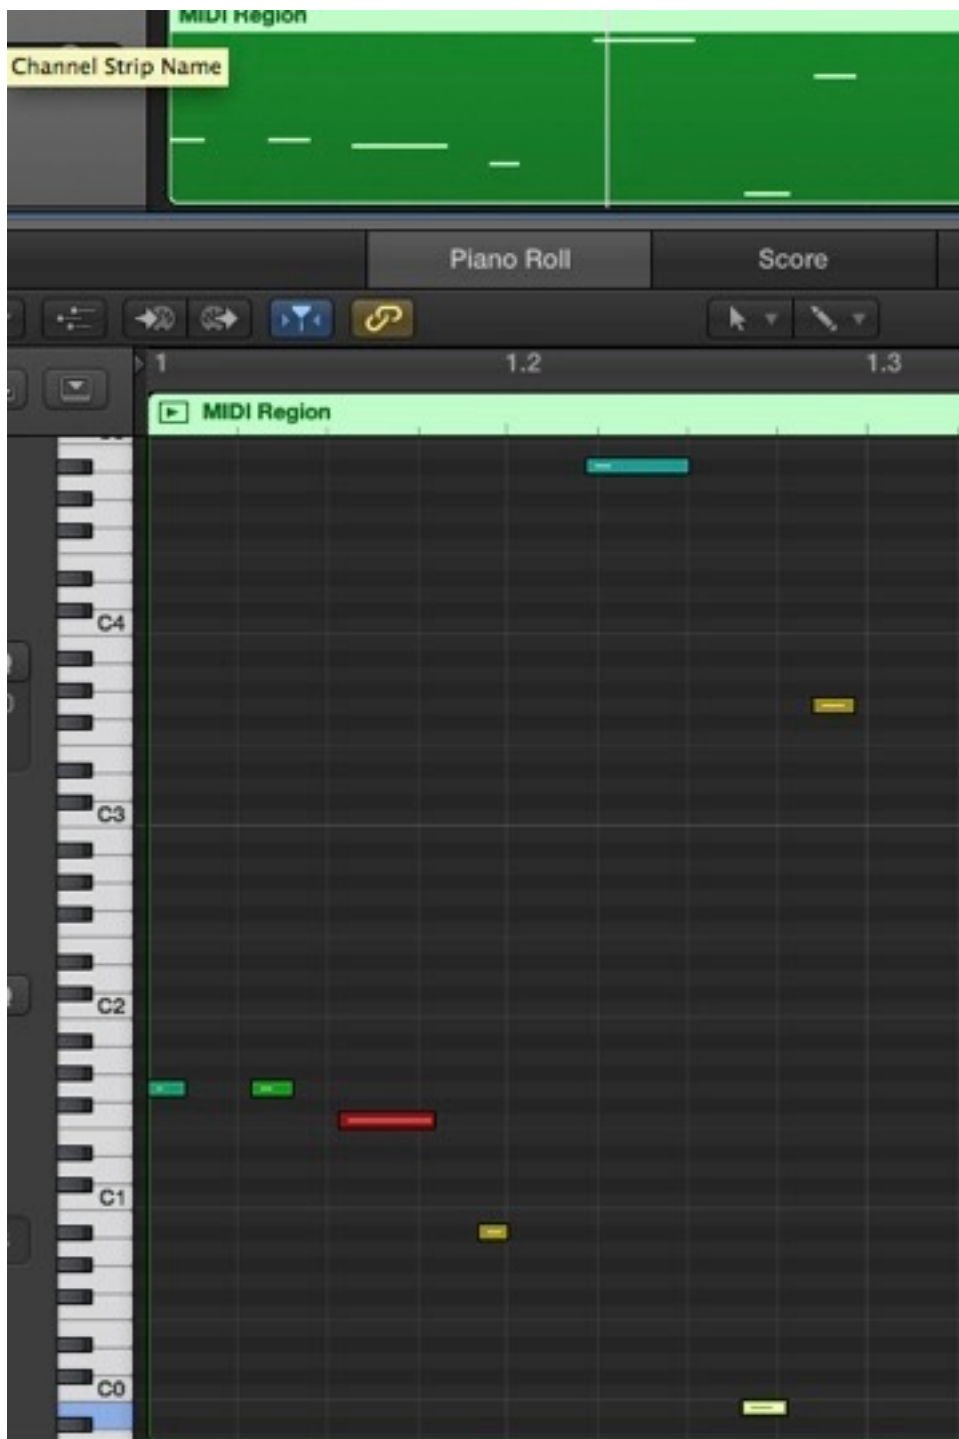 MIDI Region
Channel Strip Name
Piano Roll
Score
1
1.2
1.3
MIDI Region
C4
C3
C2
C1
C0